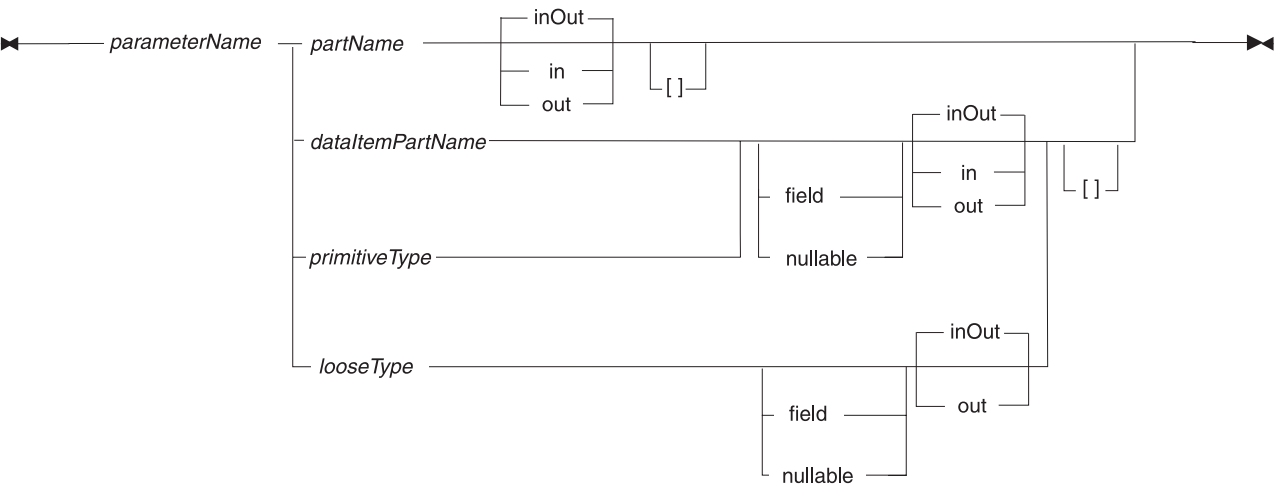 inOut
parameterName partName
[ ]
in
out
inOut
dataItemPartName
in
[ ]
field
out
primitiveType
nullable
inOut
looseType
out
field
nullable